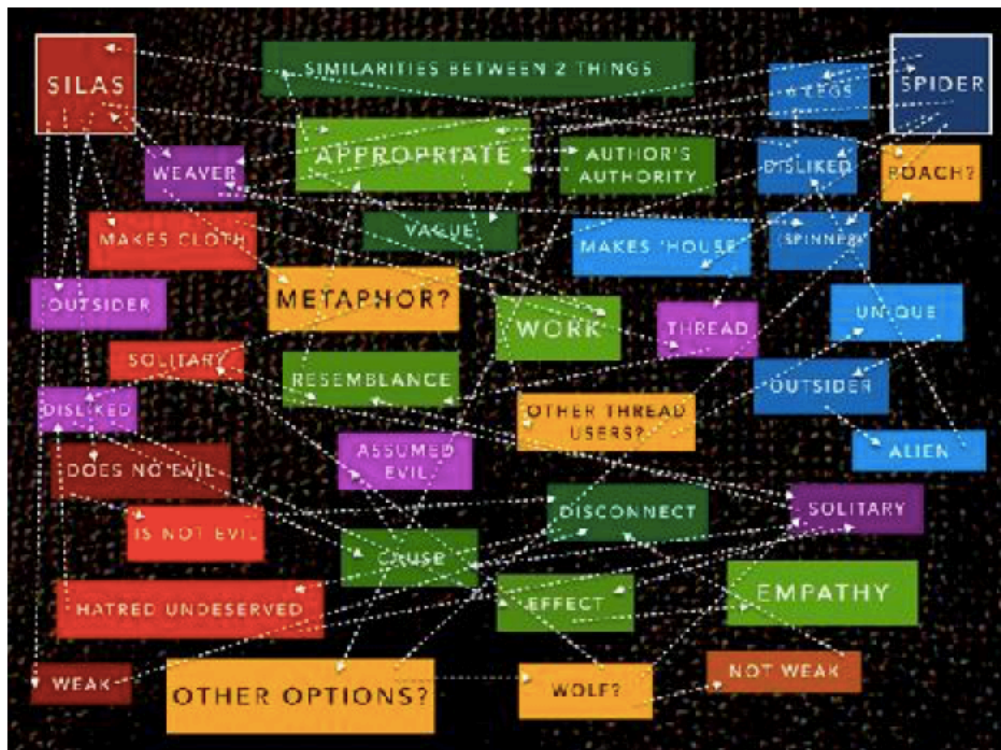 SILAS
SIMILARITIES BETWEEN 2 THINGS
SPIDER
LEGS
APPROPRIATE
AUTHOR'S
AUTHORITY
DISLIKED
ROACH?
WEAVER
MAKES CLOTH
VAGUE
MAKES 'HOUSE'
(SPINNER)
OUTSIDER
METAPHOR?
WORK
THREAD
UNIQUE
SOLITARY
RESEMBLANCE
OUTSIDER
DISLIKED
OTHER THREAD
USERS?
ASSUMED
EVIL
ALIEN
DOES NO EVIL
DISCONNECT
SOLITARY
IS NOT EVIL
CAUSE
HATRED UNDESERVED
EFFECT
EMPATHY
WEAK
OTHER OPTIONS?
WOLF?
NOT WEAK